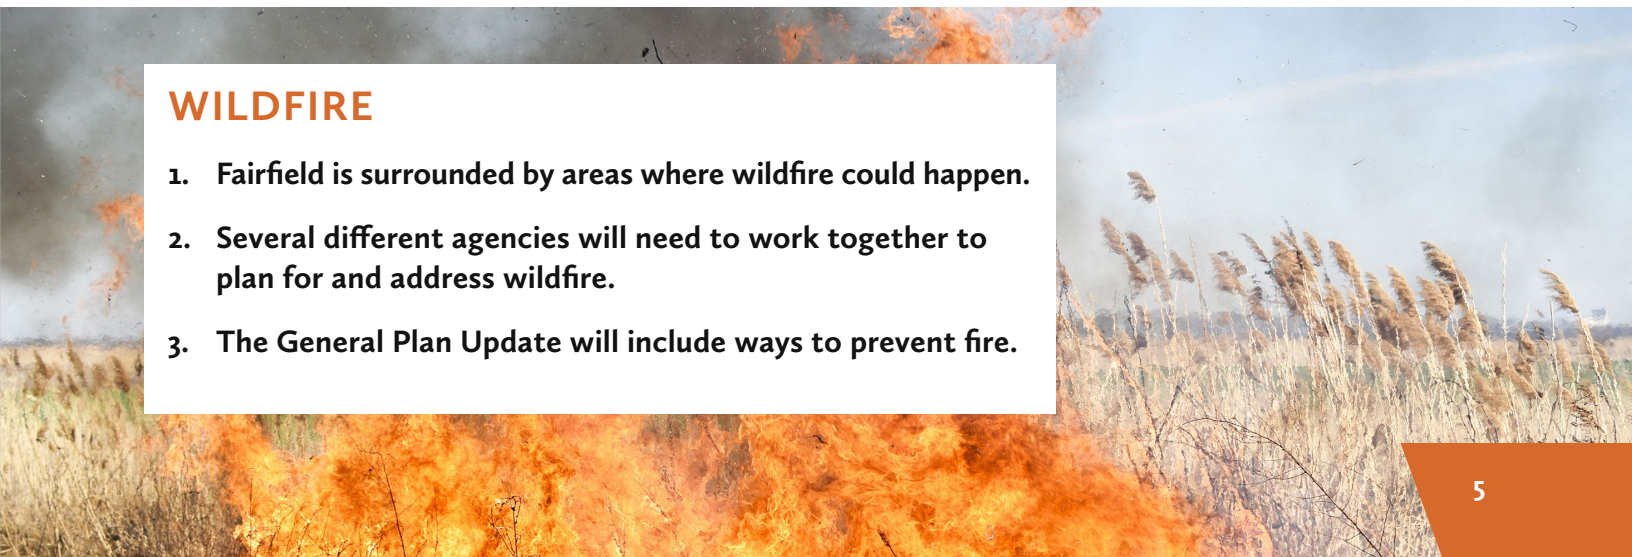 WILDFIRE
1. Fairfield is surrounded by areas where wildfire could happen.
2. Several different agencies will need to work together to
plan for and address wildfire.
3. The General Plan Update will include ways to prevent fire.
5